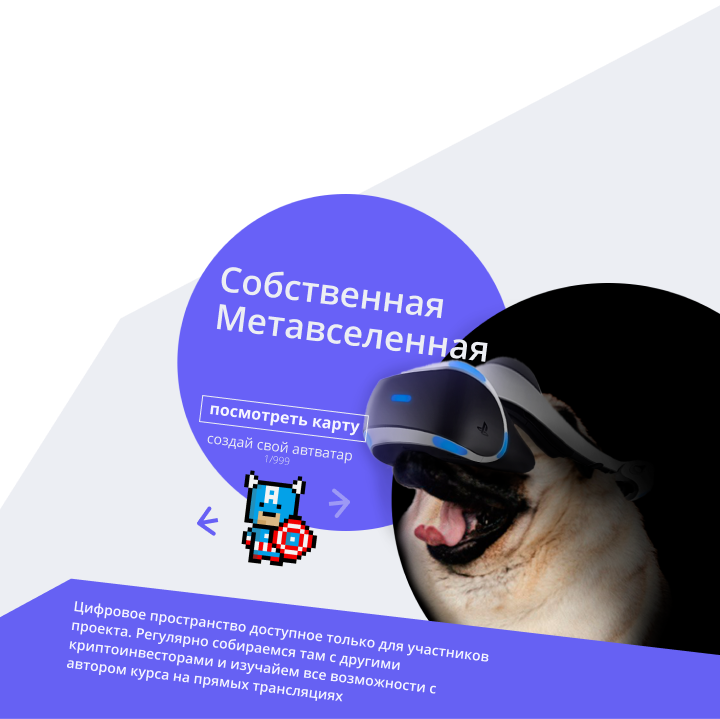 Собственная
Метавселенная
посмотреть карту
создай свой автватар
1/999
Цифровое пространство доступное только для участников
проекта. Регулярно собираемся там с другими
криптоинвесторами и изучайем все возможности с
автором курса на прямых трансляциях